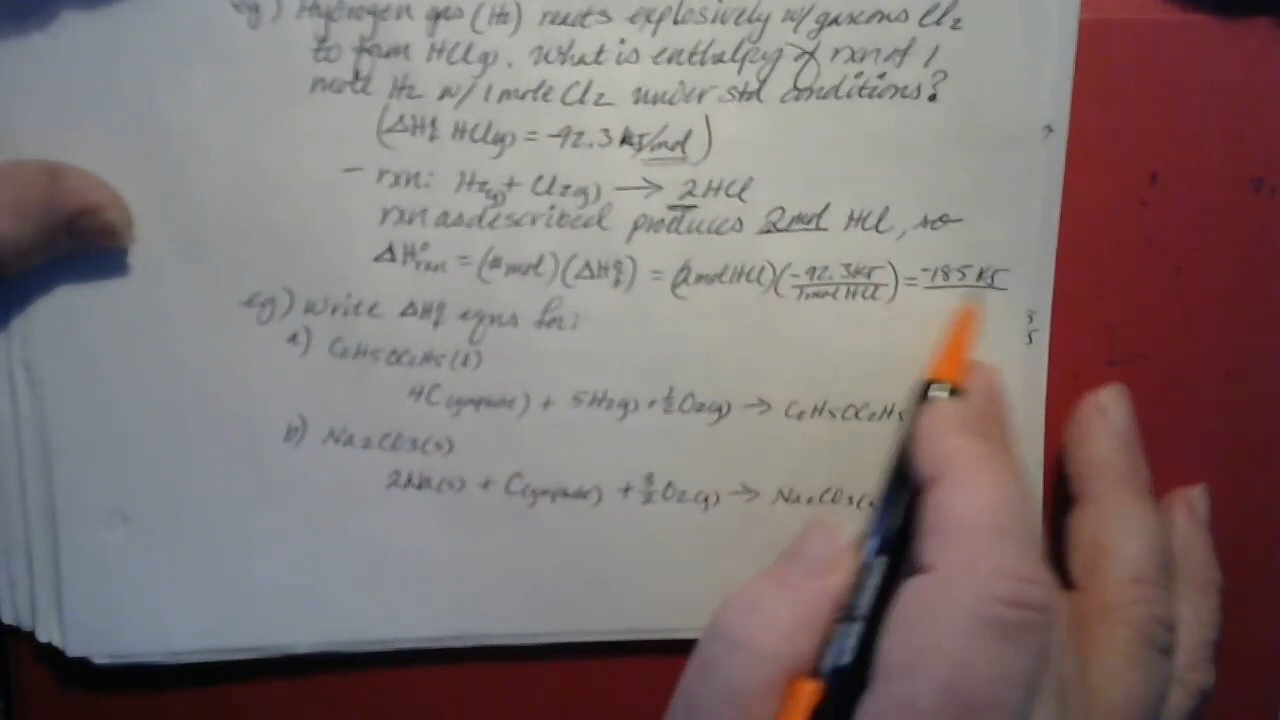 eg) Hydrogen gas (H2) reacts explosively w/ gaseous Cl2
to form HCl(g). What is enthalpy of rxn of 1
mole H2 w/ 1 mole Cl2 under std conditions?
(ΔH°f HCl(g) = -92.3 kJ/mol)
- rxn: H2(g) + Cl2(g) → 2HCl
rxn as described produces 2 mol HCl, so
ΔH°rxn = (# mol)(ΔH°f) = (2 mol HCl)(-92.3 kJ / 1 mol HCl) = -185 kJ
eg) Write ΔH°f eqns for:
a) C2H5OC2H5(l)
4C(graphite) + 5H2(g) + 1/2 O2(g) → C2H5OC2H5
b) Na2CO3(s)
2Na(s) + C(graphite) + 3/2 O2(g) → Na2CO3(s